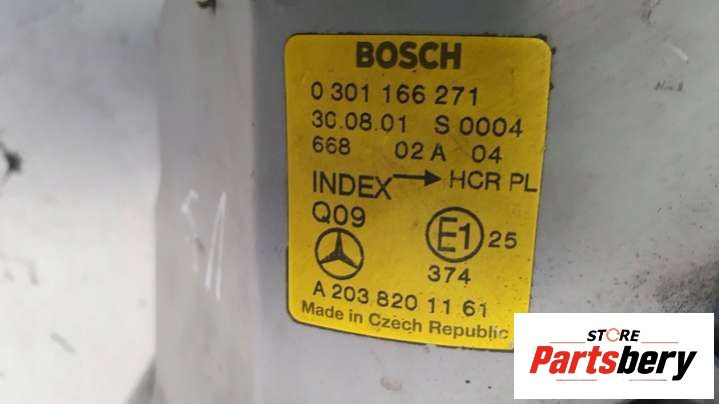 BOSCH
0 301 166 271
30.08.01 S 0004
668 02 A 04
INDEX → HCR PL
Q09
E1 25
374
A 203 820 11 61
Made in Czech Republic
STORE
Partsbery